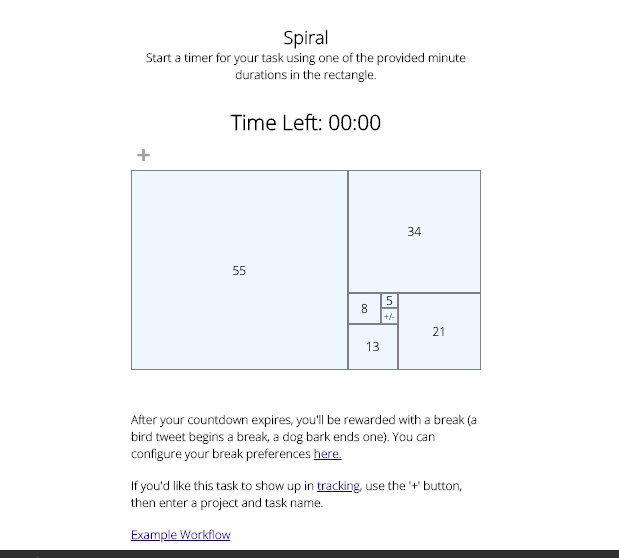 Spiral
Start a timer for your task using one of the provided minute
durations in the rectangle.
Time Left: 00:00
+
55
34
8
5
+/-
13
21
After your countdown expires, you'll be rewarded with a break (a
bird tweet begins a break, a dog bark ends one). You can
configure your break preferences here.
If you'd like this task to show up in tracking, use the '+' button,
then enter a project and task name.
Example Workflow